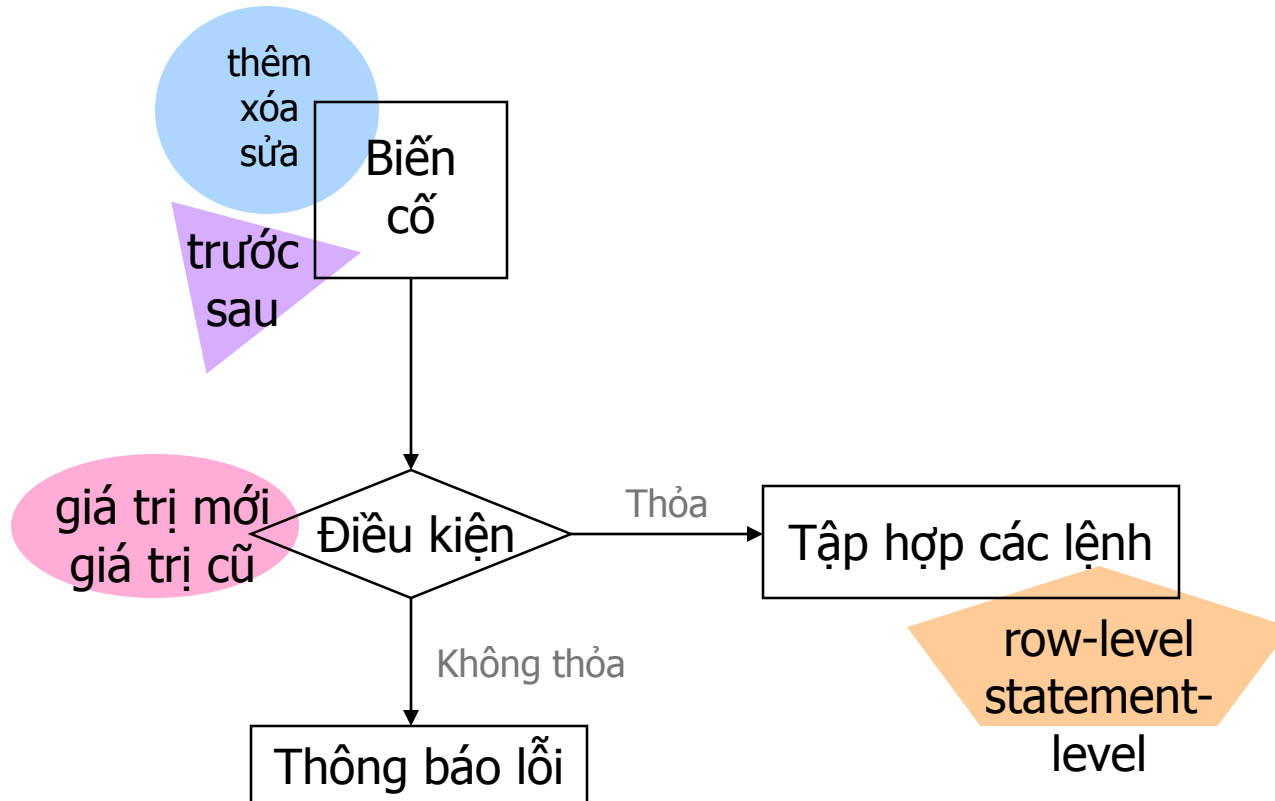 thêm
xóa
sửa
Biến
cố
trước
sau
giá trị mới
giá trị cũ
Điều kiện
Thỏa
Tập hợp các lệnh
row-level
statement-
level
Không thỏa
Thông báo lỗi